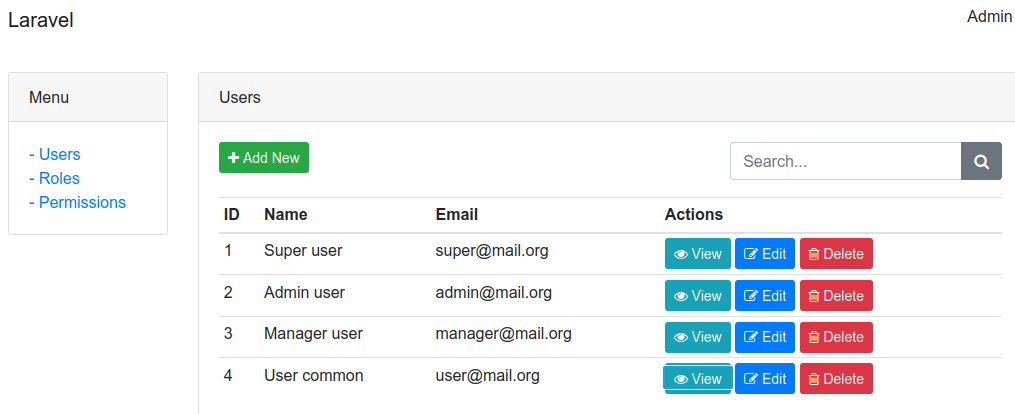 Laravel
Admin
Menu
- Users
- Roles
- Permissions
Users
Add New
Search...
ID Name Email Actions
1 Super user super@mail.org View Edit Delete
2 Admin user admin@mail.org View Edit Delete
3 Manager user manager@mail.org View Edit Delete
4 User common user@mail.org View Edit Delete